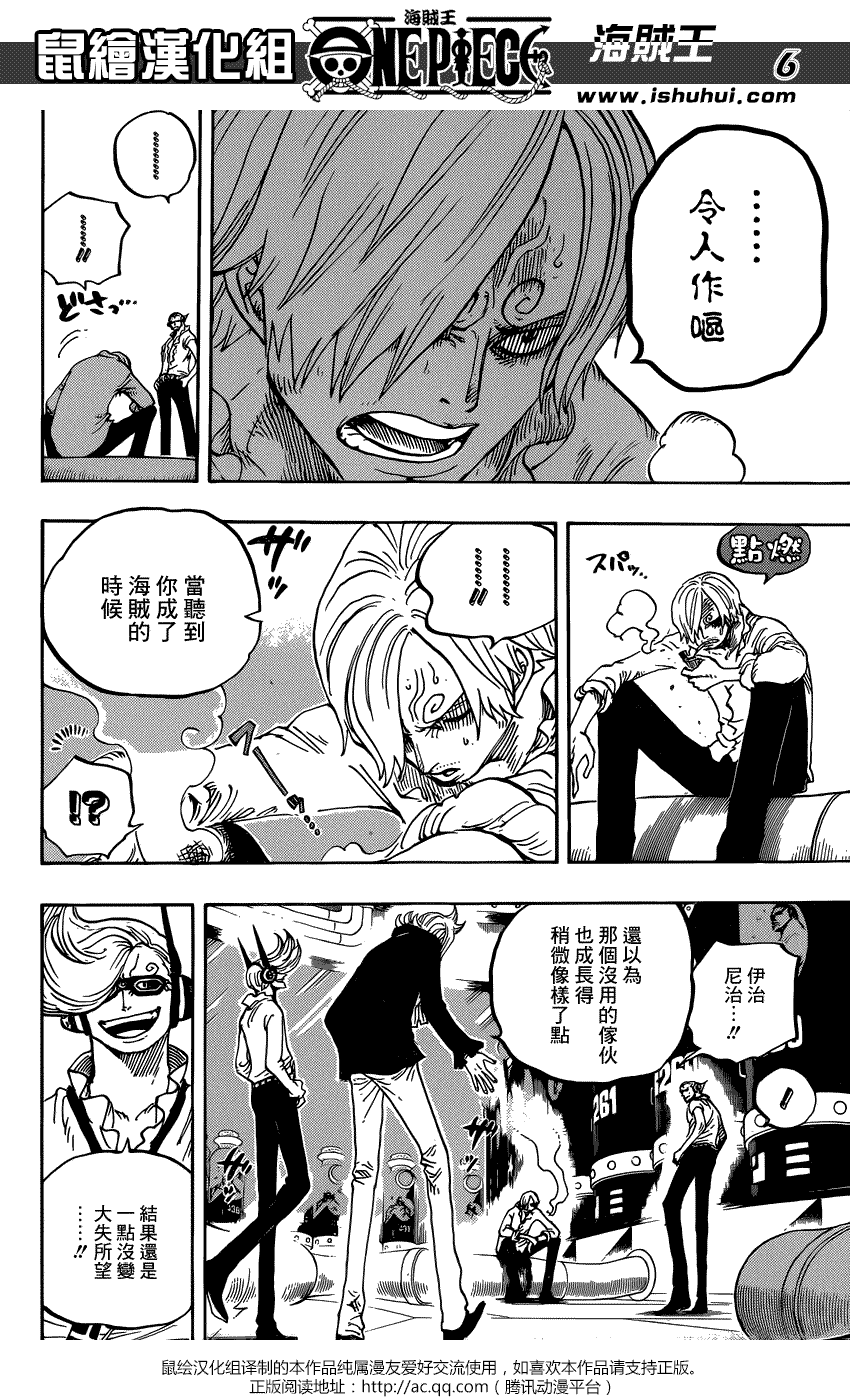 鼠繪漢化組
海賊王
ONE PIECE
海賊王
6
www.ishuhui.com
……
令人作嘔
………
………!!
どさっ…
點燃
スパッ…
………!!
ザッ
當聽到
你成了
海賊的
時候
フーッ…
!?
伊治
尼治…!!
!
還以為
那個沒用的傢伙
也成長得
稍微像樣了點
ザッ
ザッ
261
結果還是
一點沒變
大失所望
……!!
鼠绘汉化组译制的本作品纯属漫友爱好交流使用，如喜欢本作品请支持正版。
正版阅读地址：http://ac.qq.com（腾讯动漫平台）